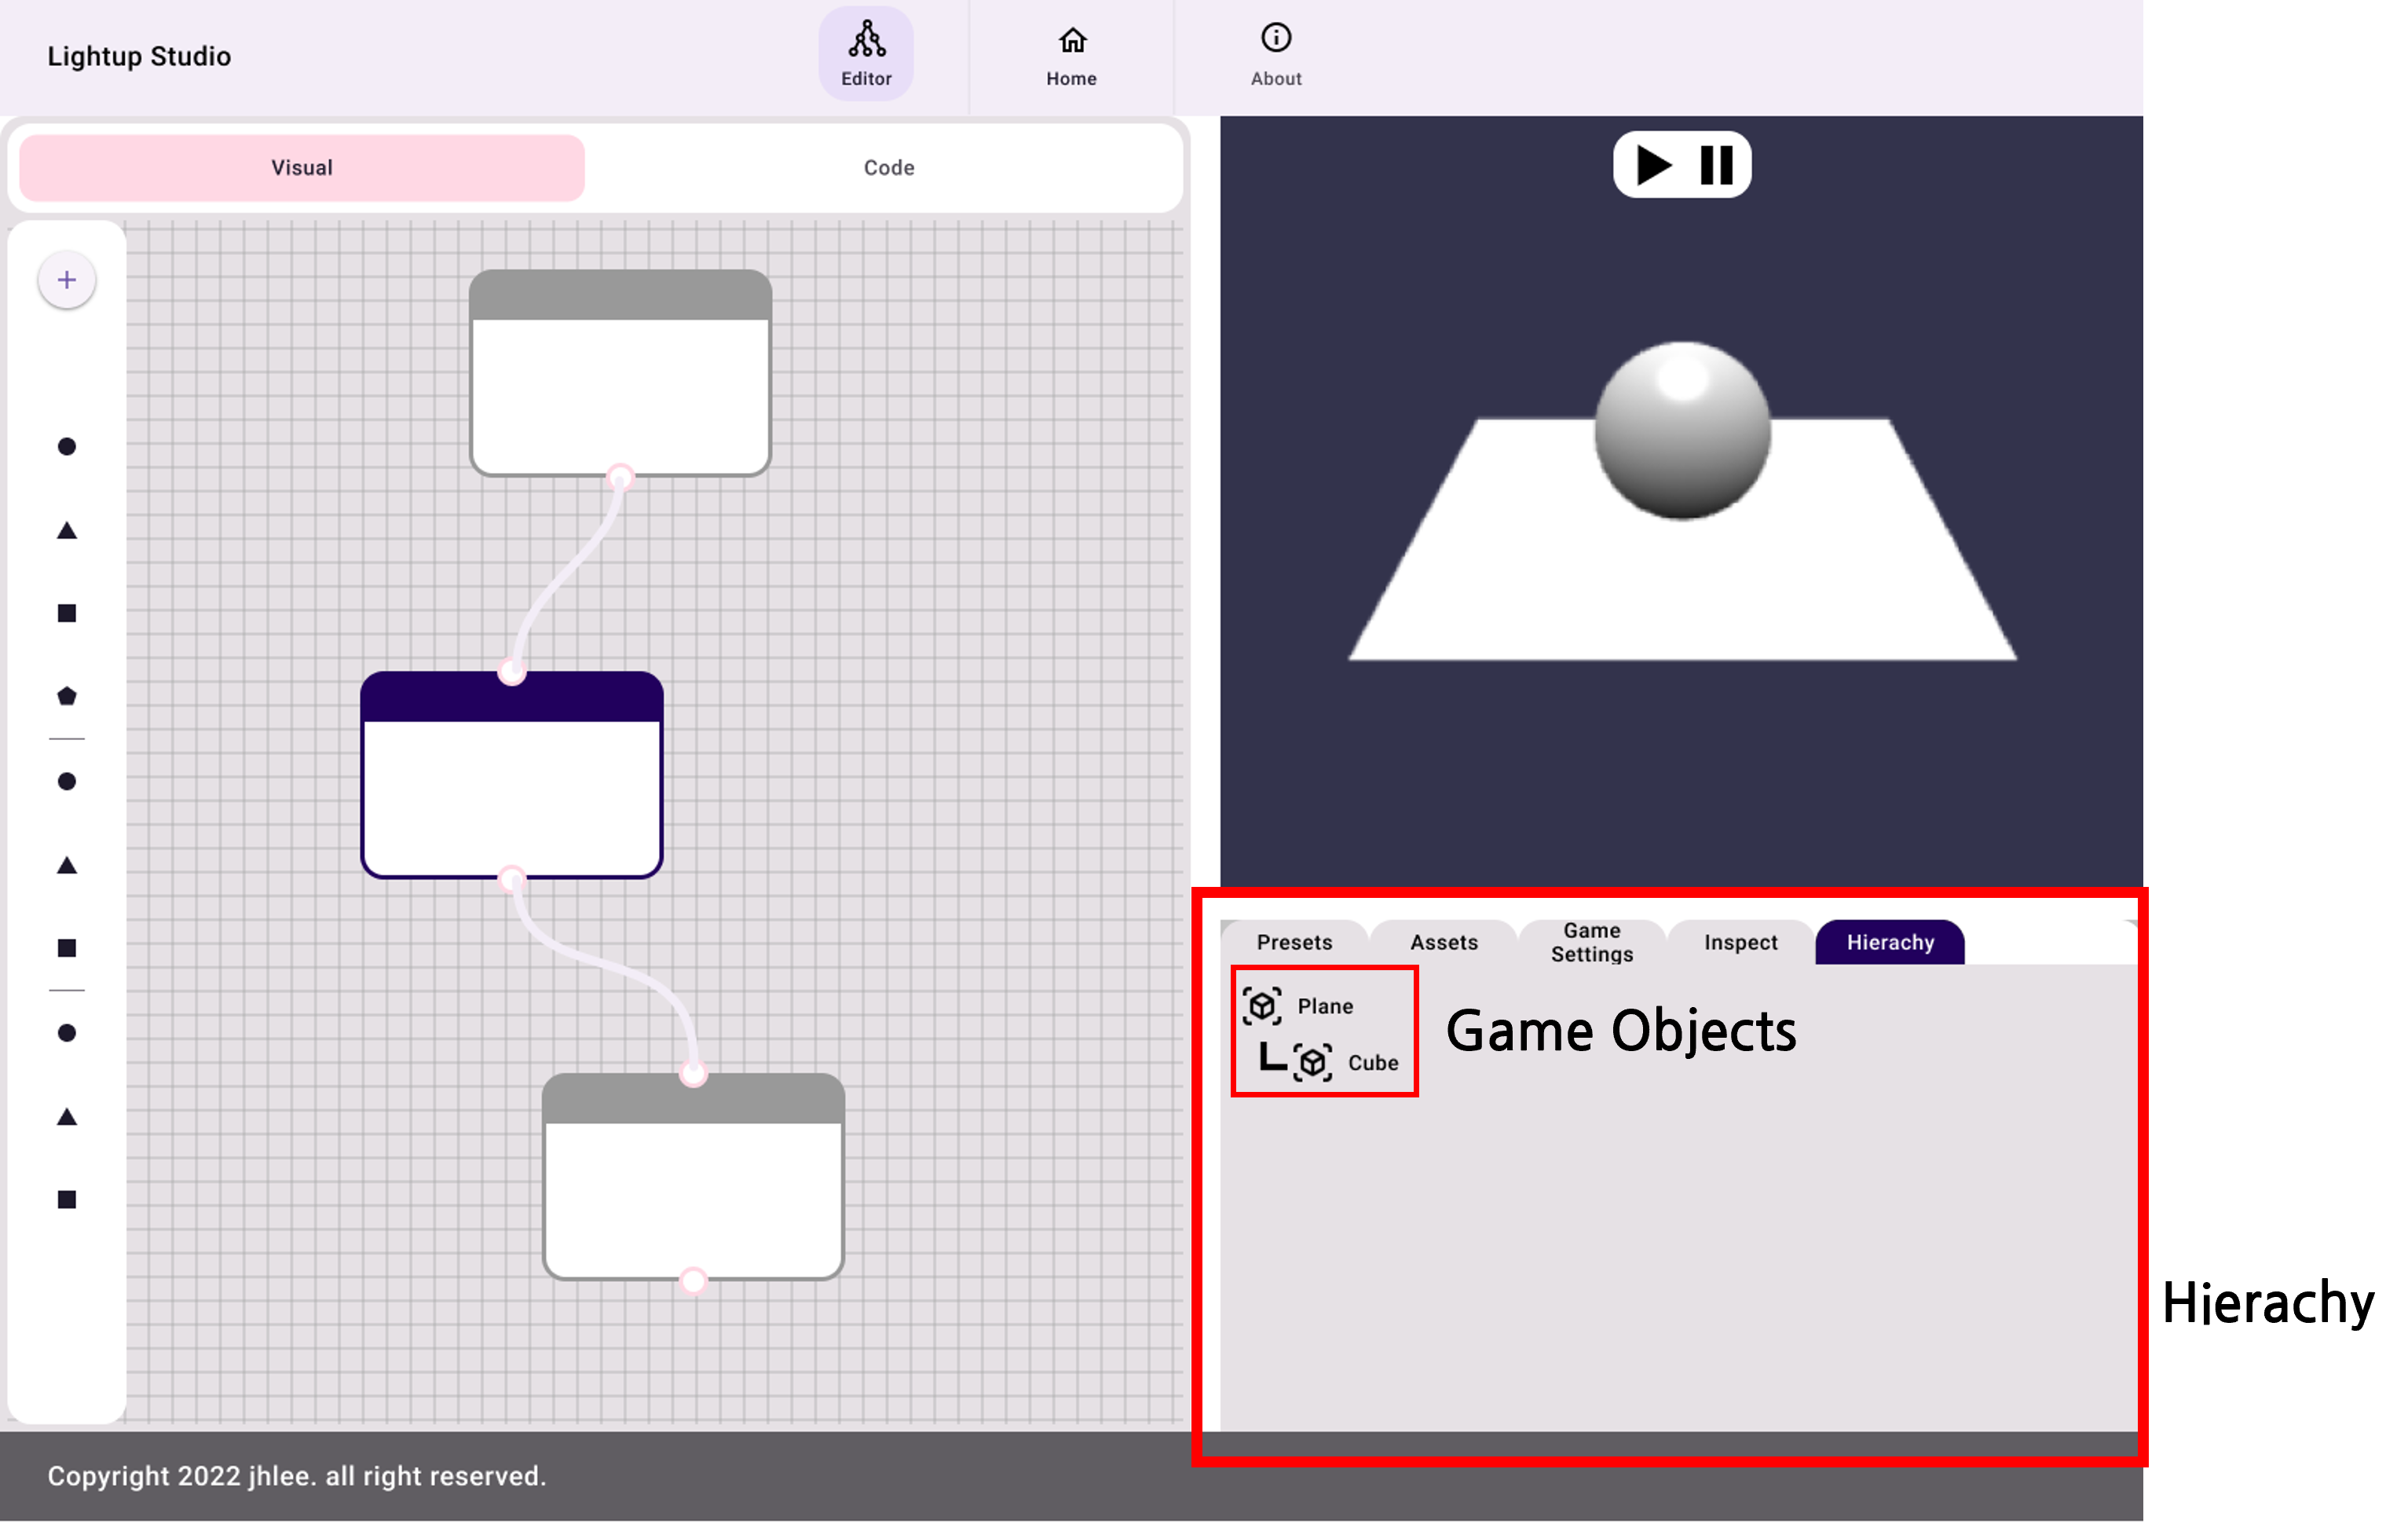 Lightup Studio
Editor
Home
About
Visual
Code
Presets
Assets
Game
Settings
Inspect
Hierachy
Plane
Cube
Game Objects
Hierachy
Copyright 2022 jhlee. all right reserved.